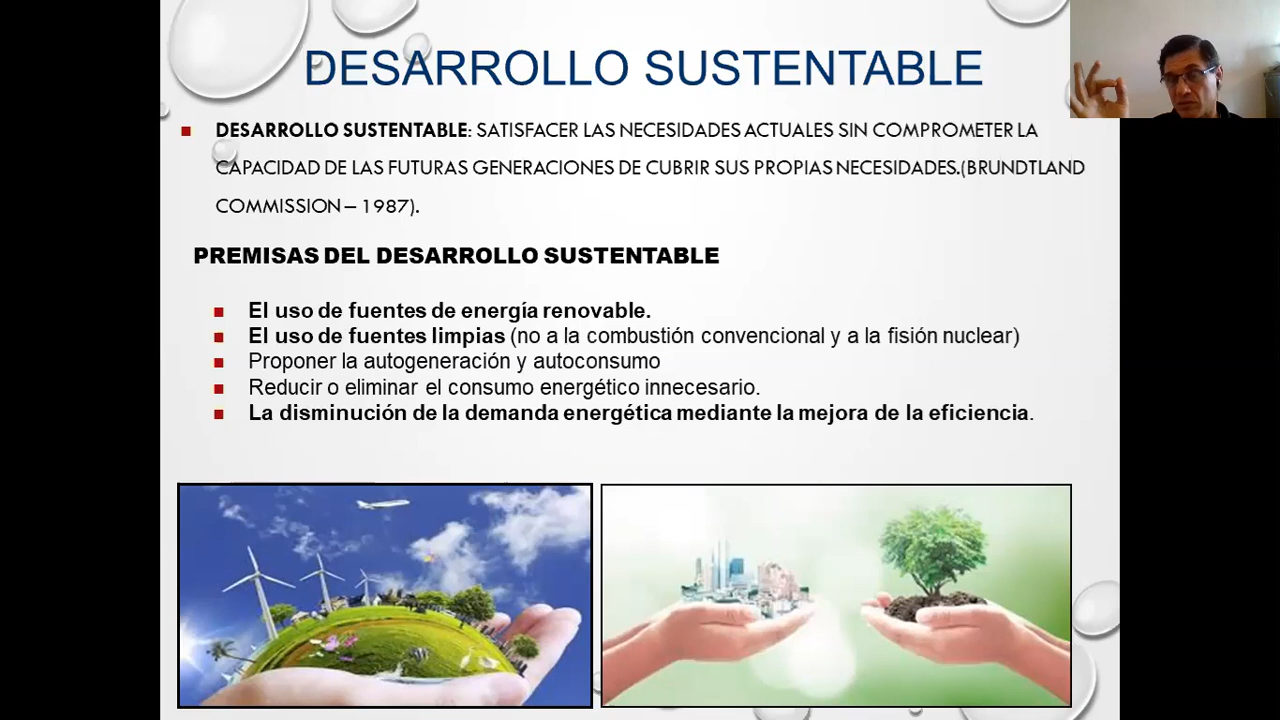 DESARROLLO SUSTENTABLE
DESARROLLO SUSTENTABLE: SATISFACER LAS NECESIDADES ACTUALES SIN COMPROMETER LA
CAPACIDAD DE LAS FUTURAS GENERACIONES DE CUBRIR SUS PROPIAS NECESIDADES.(BRUNDTLAND
COMMISSION – 1987).
PREMISAS DEL DESARROLLO SUSTENTABLE
El uso de fuentes de energía renovable.
El uso de fuentes limpias (no a la combustión convencional y a la fisión nuclear)
Proponer la autogeneración y autoconsumo
Reducir o eliminar el consumo energético innecesario.
La disminución de la demanda energética mediante la mejora de la eficiencia.